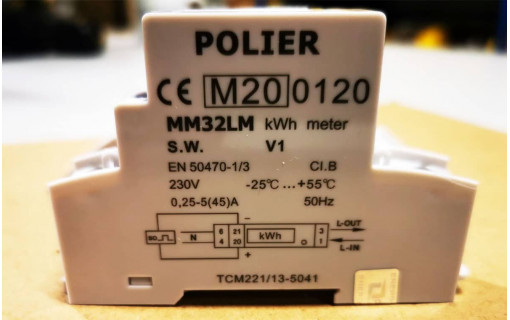 POLIER
CE M20 0120
MM32LM kWh meter
S.W. V1
EN 50470-1/3 Cl.B
230V -25℃ ...+55℃
0,25-5(45)A 50Hz
−
L-OUT
SO N 6 21 kWh 3
4 20 O 1
L-IN
+
TCM221/13-5041